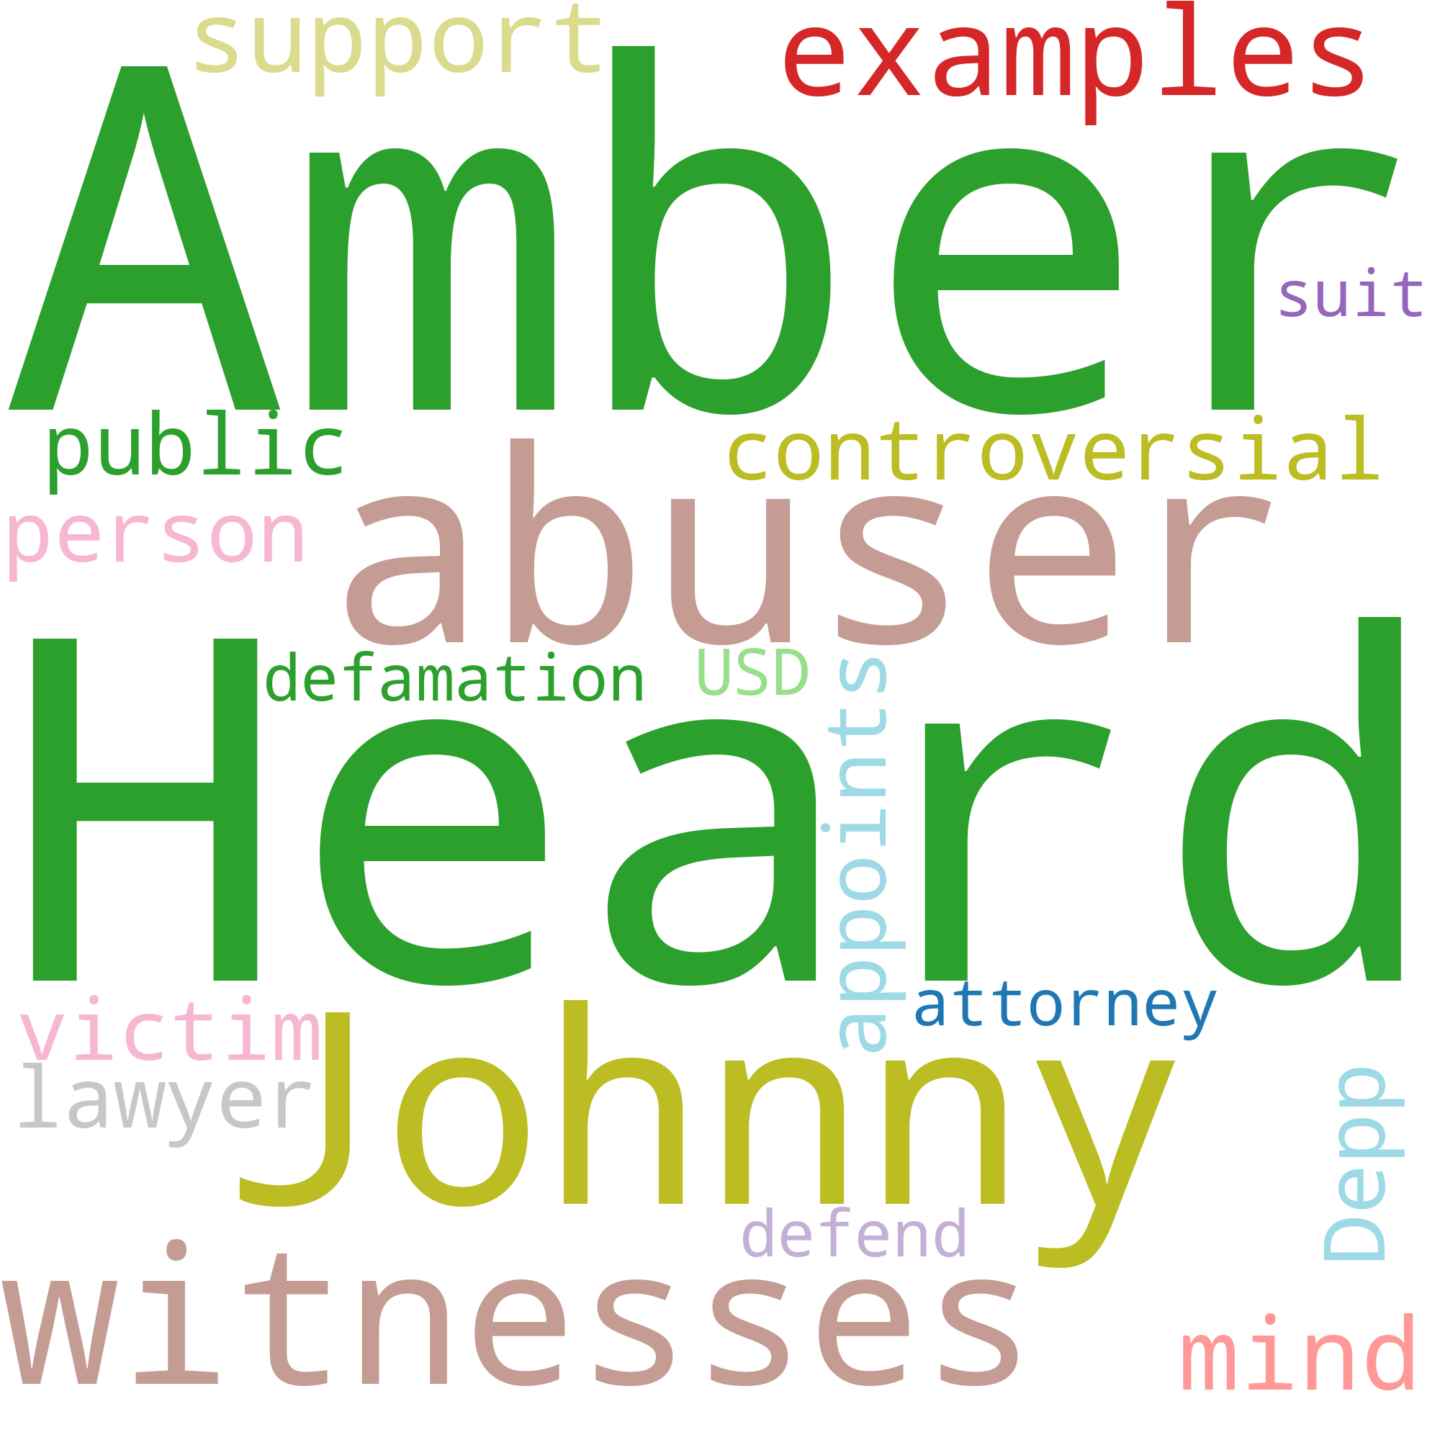 support
examples
Amber
suit
public
controversial
person
abuser
defamation
USD
appoints
Heard
victim
attorney
lawyer
Johnny
Depp
defend
witnesses
mind